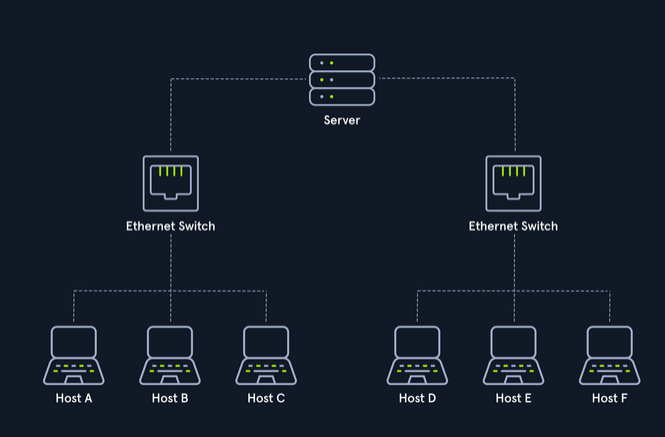 Server
Ethernet Switch
Ethernet Switch
Host A
Host B
Host C
Host D
Host E
Host F